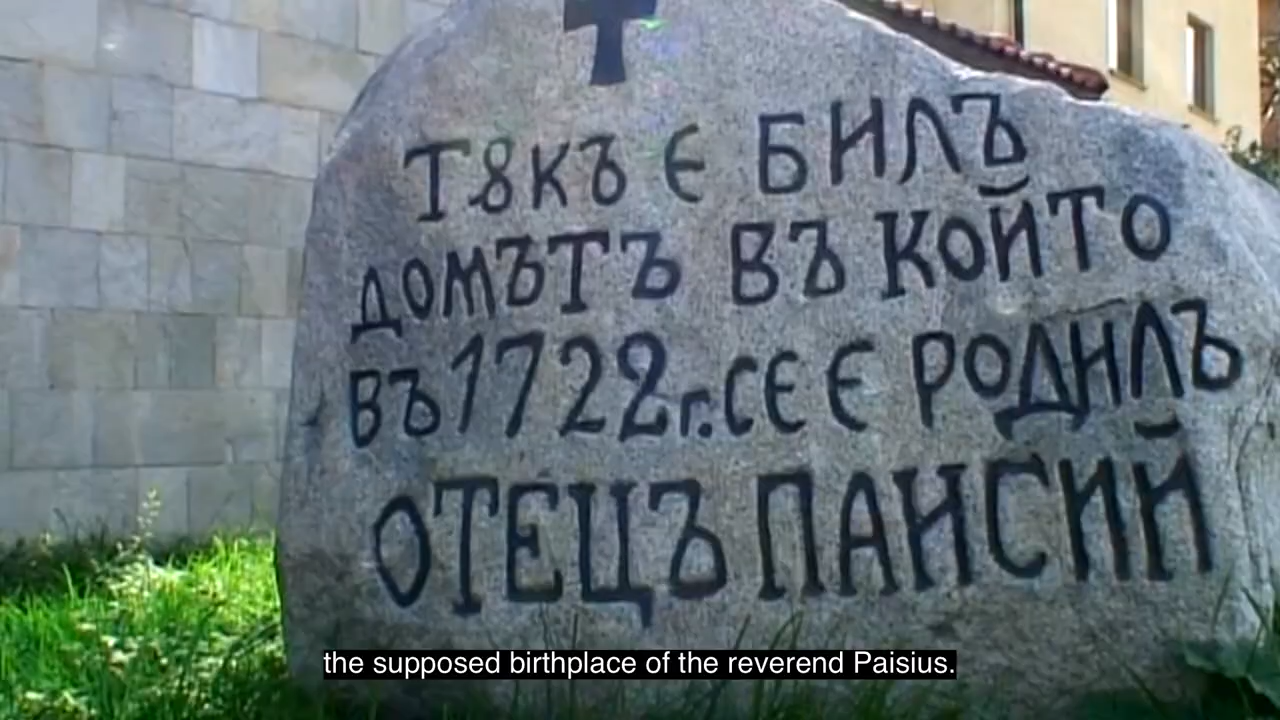 Т8КЪ Є БИЛЪ
ДОМЪТЪ ВЪ КОЙТО
ВЪ 1722 г. СЕ Є РОДИЛЪ
ОТЕЦЪ ПАИСИЙ
the supposed birthplace of the reverend Paisius.